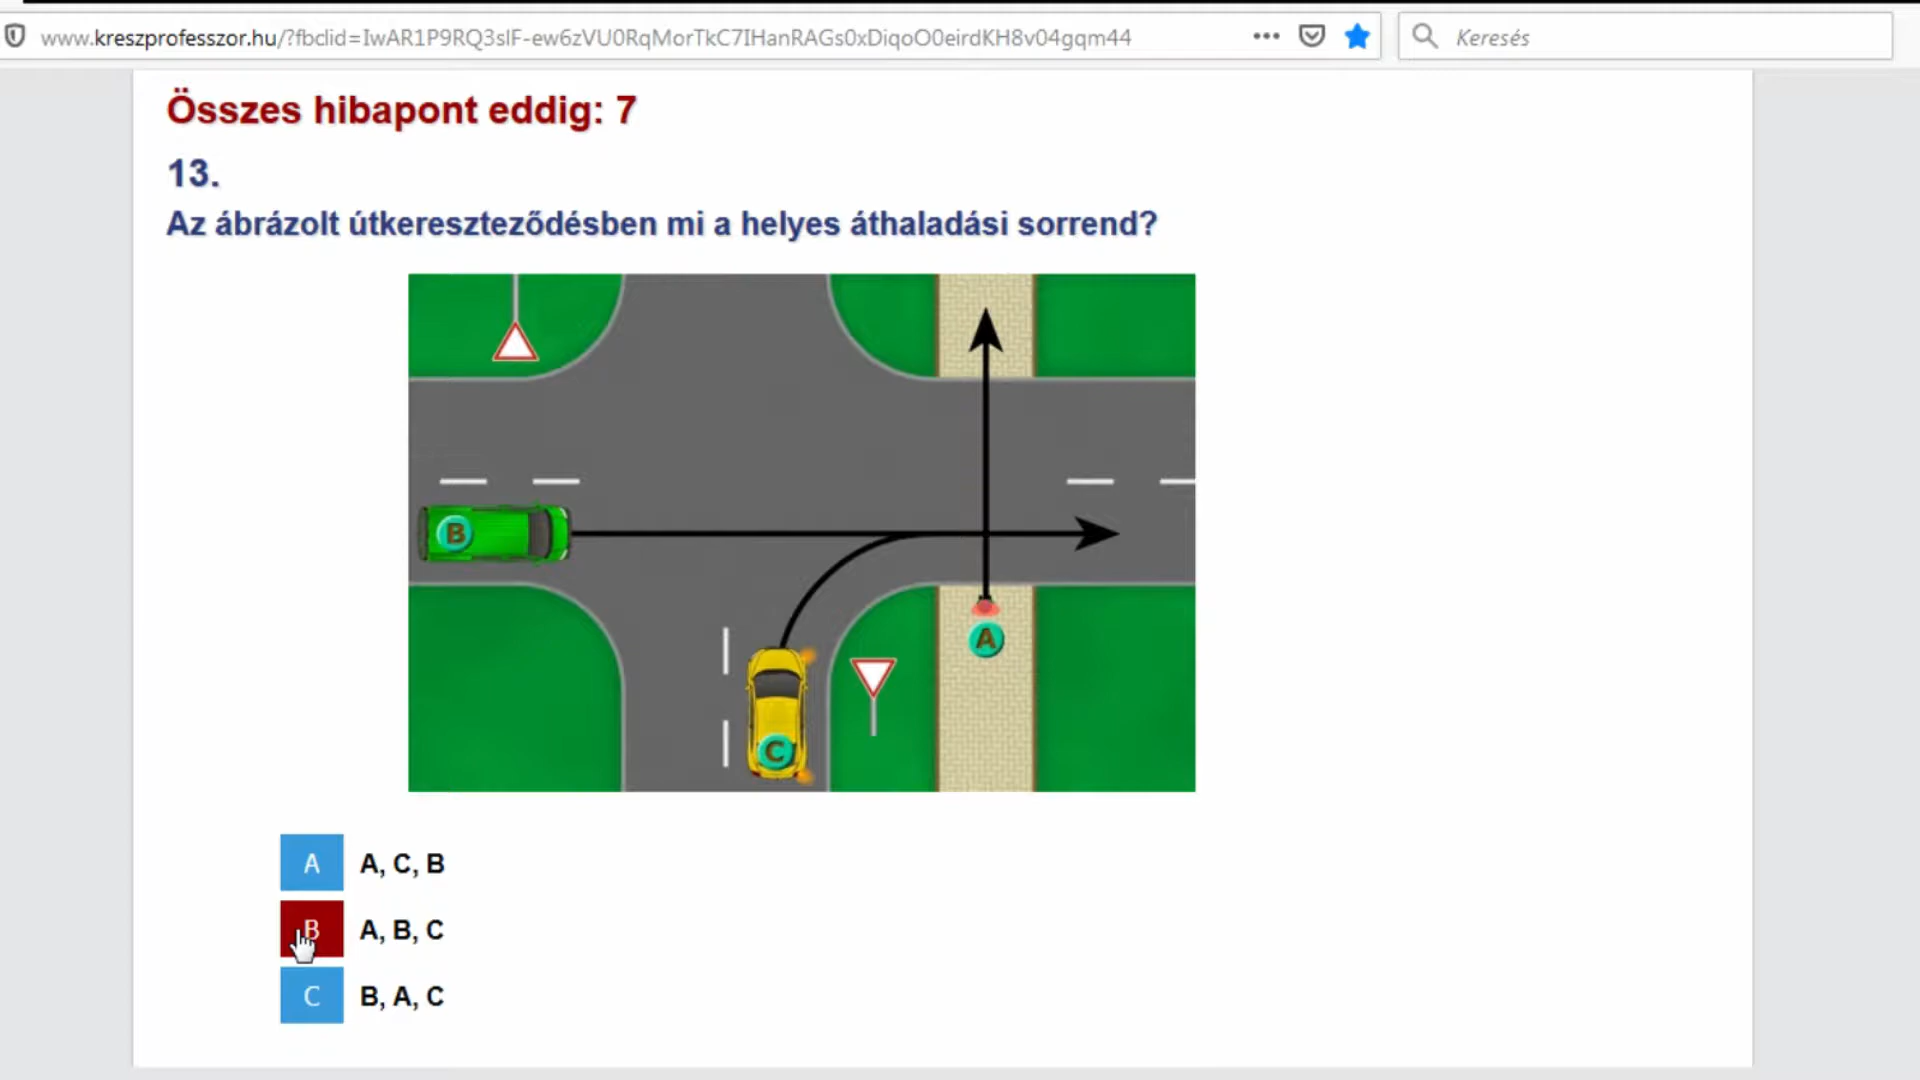 www.kreszprofesszor.hu/?fbclid=IwAR1P9RQ3slF-ew6zVU0RqMorTkC7IHanRAGs0xDiqoO0eirdKH8v04gqm44
Keresés
Összes hibapont eddig: 7
13.
Az ábrázolt útkereszteződésben mi a helyes áthaladási sorrend?
B
A
C
A A, C, B
B A, B, C
C B, A, C